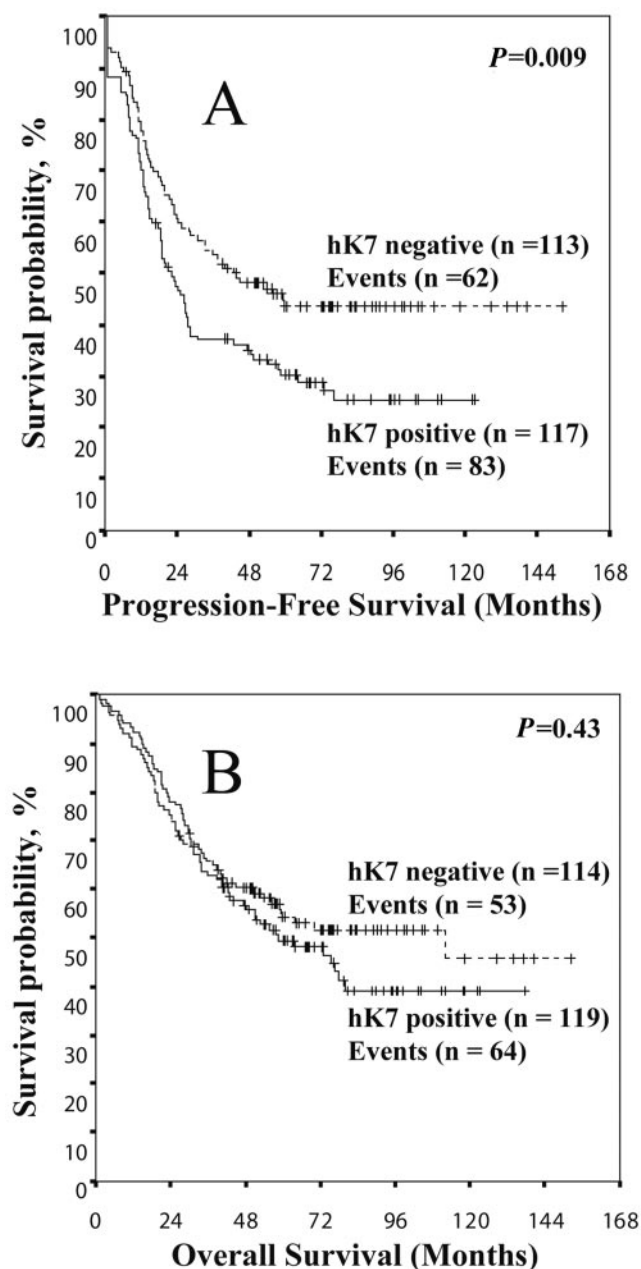 100
90
80
70
60
50
40
30
20
10
0
Survival probability, %
A
P=0.009
hK7 negative (n =113)
Events (n =62)
hK7 positive (n = 117)
Events (n = 83)
0 24 48 72 96 120 144 168
Progression-Free Survival (Months)
100
90
80
70
60
50
40
30
20
10
0
Survival probability, %
B
P=0.43
hK7 negative (n =114)
Events (n = 53)
hK7 positive (n = 119)
Events (n = 64)
0 24 48 72 96 120 144 168
Overall Survival (Months)